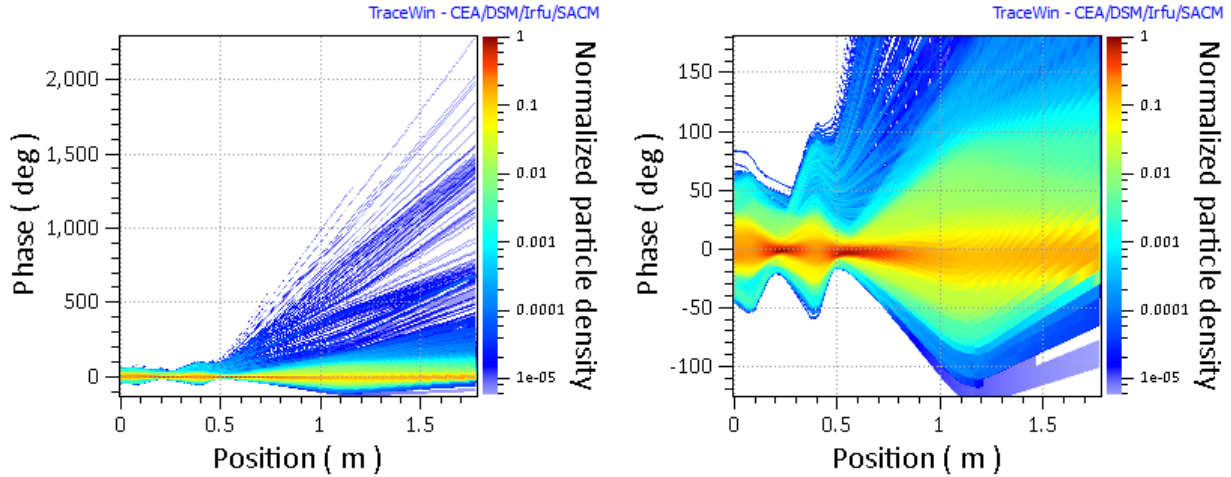 TraceWin - CEA/DSM/Irfu/SACM
Phase ( deg )
2,000
1,500
1,000
500
0
0
0.5
1
1.5
Position ( m )
1
0.1
0.01
0.001
0.0001
1e-05
Normalized particle density
TraceWin - CEA/DSM/Irfu/SACM
Phase ( deg )
150
100
50
0
-50
-100
0
0.5
1
1.5
Position ( m )
1
0.1
0.01
0.001
0.0001
1e-05
Normalized particle density